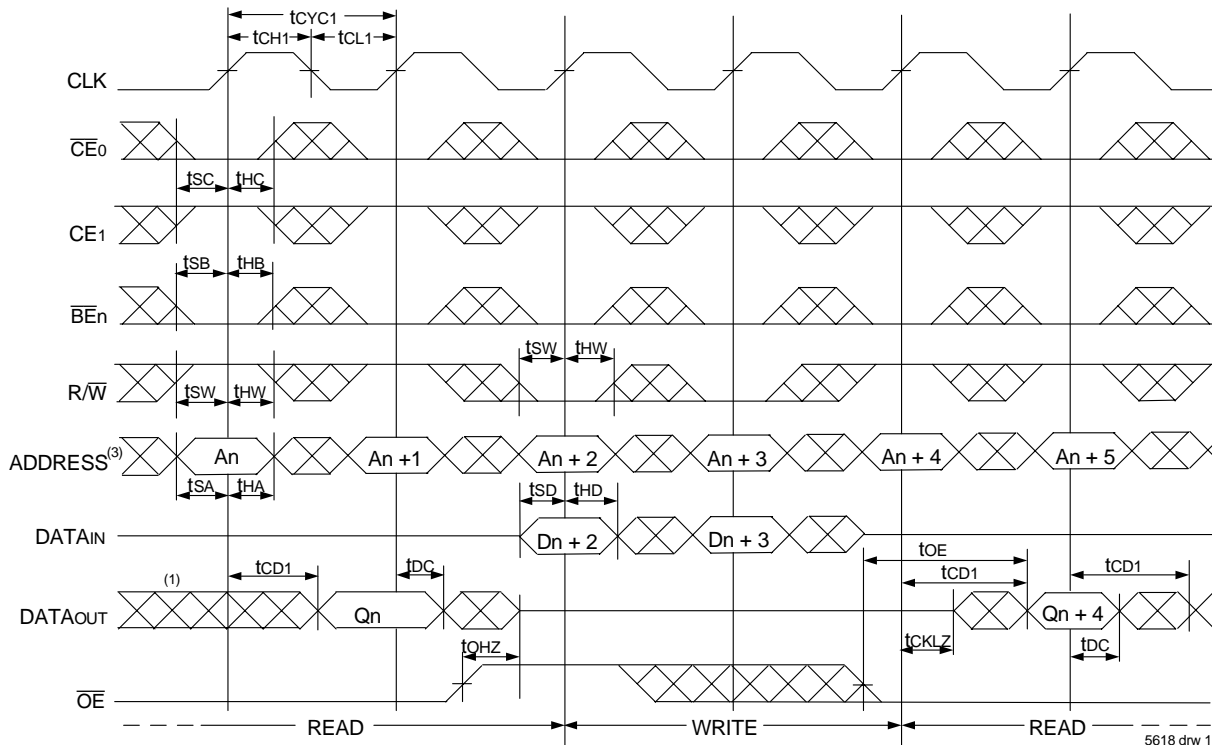 tCYC1
tCH1 tCL1
CLK
CE0
tSC tHC
CE1
tSB tHB
BEn
tSW tHW
R/W
tSW tHW
ADDRESS(3) An An +1 An + 2 An + 3 An + 4 An + 5
tSA tHA
tSD tHD
DATAIN Dn + 2 Dn + 3
tOE
tCD1 tDC tCD1 tCD1
(1)
DATAOUT Qn Qn + 4
tOHZ tCKLZ tDC
OE
READ WRITE READ
5618 drw 1